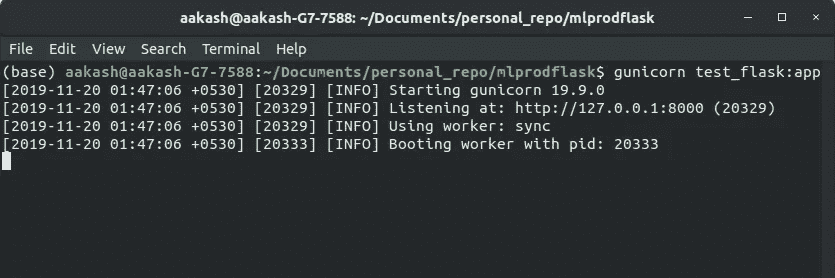 aakash@aakash-G7-7588: ~/Documents/personal_repo/mlprodflask
File Edit View Search Terminal Help
(base) aakash@aakash-G7-7588:~/Documents/personal_repo/mlprodflask$ gunicorn test_flask:app
[2019-11-20 01:47:06 +0530] [20329] [INFO] Starting gunicorn 19.9.0
[2019-11-20 01:47:06 +0530] [20329] [INFO] Listening at: http://127.0.0.1:8000 (20329)
[2019-11-20 01:47:06 +0530] [20329] [INFO] Using worker: sync
[2019-11-20 01:47:06 +0530] [20333] [INFO] Booting worker with pid: 20333